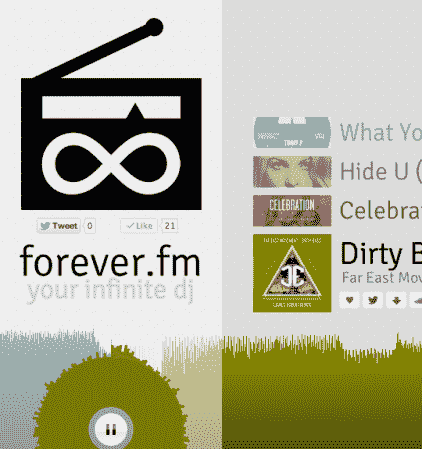 Tweet 0 Like 21
forever.fm
your infinite dj
What Yo
Hide U (
CELEBRATION
Celebra
Dirty B
Far East Mov